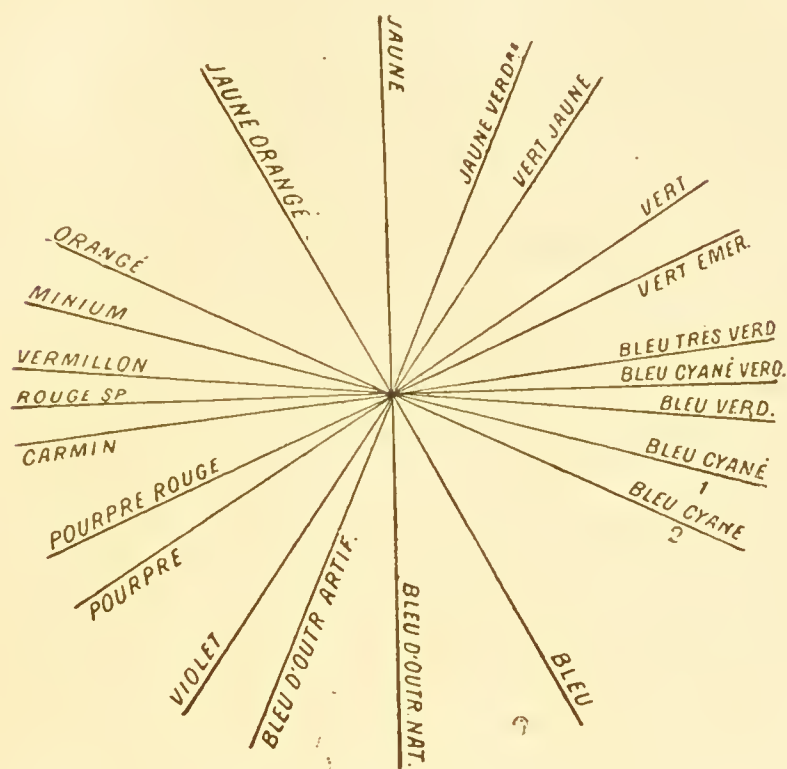 JAUNE
JAUNE VERD.RE
VERT JAUNE
VERT
VERT EMER.
BLEU TRÈS VERD
BLEU CYANÉ VERD.
BLEU VERD.
BLEU CYANÉ
1
BLEU CYANÉ
2
BLEU
BLEU D'OUTR. NAT.
BLEU D'OUTR ARTIF.
VIOLET
POURPRE
POURPRE ROUGE
CARMIN
ROUGE SP
VERMILLON
MINIUM
ORANGÉ
JAUNE ORANGÉ